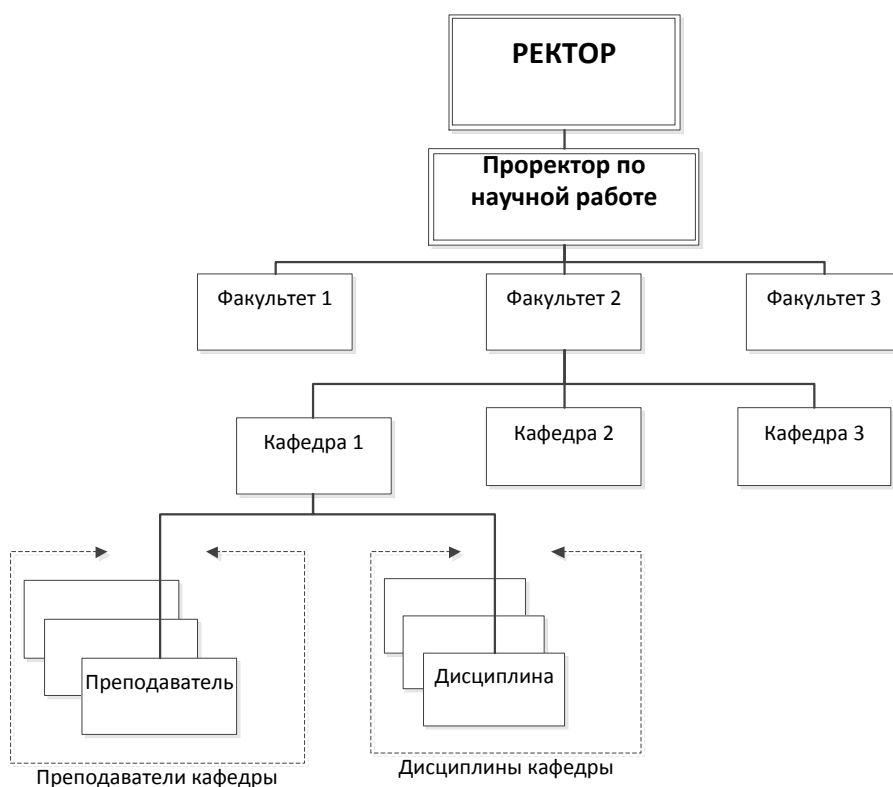 РЕКТОР
Проректор по
научной работе
Факультет 1
Факультет 2
Факультет 3
Кафедра 1
Кафедра 2
Кафедра 3
Преподаватель
Дисциплина
Преподаватели кафедры
Дисциплины кафедры